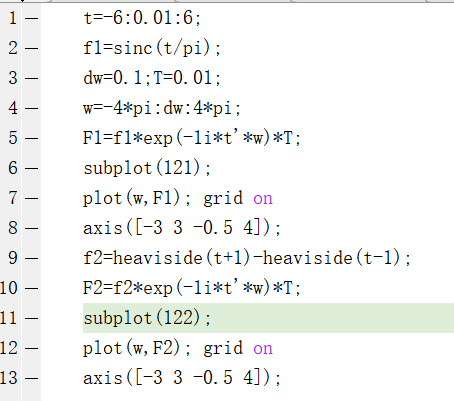 1 — t=-6:0.01:6;
2 — f1=sinc(t/pi);
3 — dw=0.1;T=0.01;
4 — w=-4*pi:dw:4*pi;
5 — F1=f1*exp(-1i*t'*w)*T;
6 — subplot(121);
7 — plot(w,F1); grid on
8 — axis([-3 3 -0.5 4]);
9 — f2=heaviside(t+1)-heaviside(t-1);
10 — F2=f2*exp(-1i*t'*w)*T;
11 — subplot(122);
12 — plot(w,F2); grid on
13 — axis([-3 3 -0.5 4]);